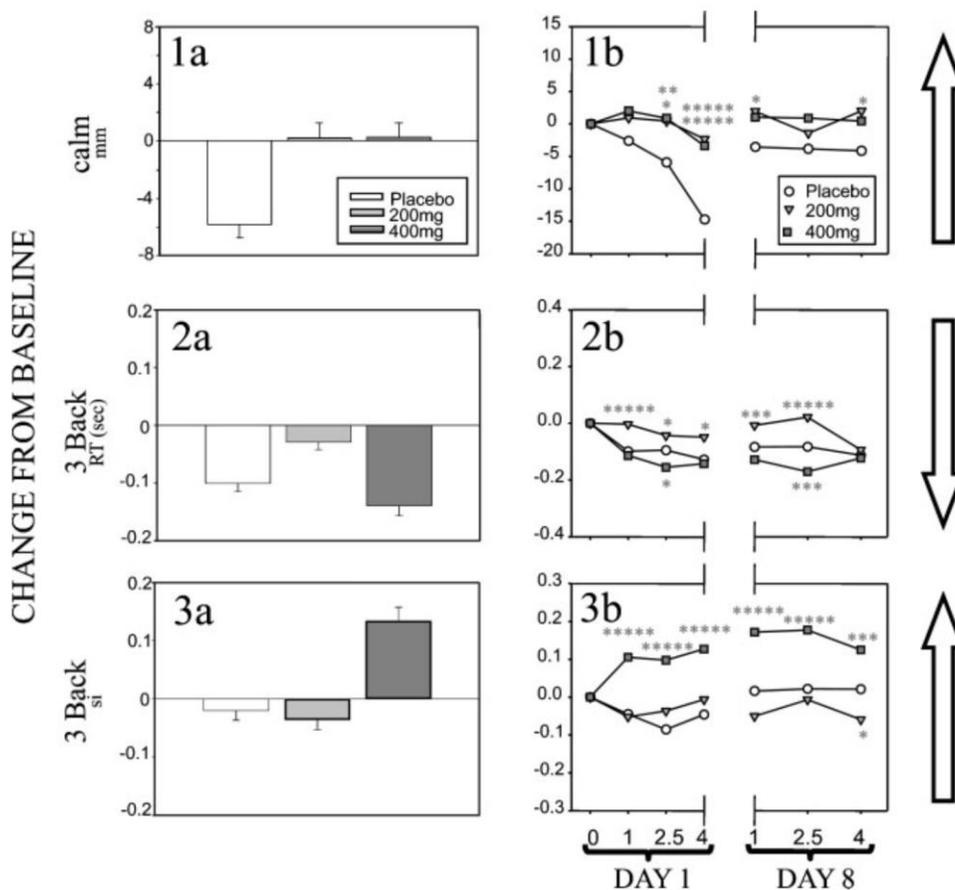 CHANGE FROM BASELINE
1a
calm
mm
8
4
0
-4
-6
8
Placebo
200mg
400mg
1b
15
10
5
0
-5
-10
-15
-20
**
*
*****
*****
*
*
Placebo
200mg
400mg
2a
3 Back
RT (sec)
0.2
0.1
0
-0.1
-0.2
2b
0.4
0.2
0.0
-0.2
-0.4
*****
*
*
*
***
*****
***
3a
3 Back
si
0.2
0.1
0
-0.1
-0.2
3b
0.3
0.2
0.1
0.0
-0.1
-0.2
-0.3
*****
*****
*****
*****
*****
***
*
0 1 2.5 4 1 2.5 4
DAY 1 DAY 8